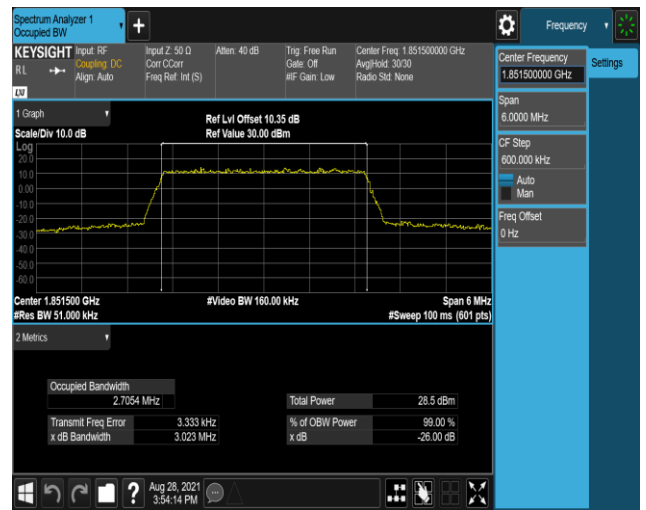 Spectrum Analyzer 1
Occupied BW
+
Frequency
KEYSIGHT
R L
LXI
Input: RF
Coupling: DC
Align: Auto
Input Z: 50 Ω
Corr CCorr
Freq Ref: Int (S)
Atten: 40 dB
Trig: Free Run
Gate: Off
#IF Gain: Low
Center Freq: 1.851500000 GHz
Avg|Hold: 30/30
Radio Std: None
Center Frequency
1.851500000 GHz
Settings
Span
6.0000 MHz
CF Step
600.000 kHz
Auto
Man
Freq Offset
0 Hz
1 Graph
Scale/Div 10.0 dB
Ref Lvl Offset 10.35 dB
Ref Value 30.00 dBm
Log
20.0
10.0
0.00
-10.0
-20.0
-30.0
-40.0
-50.0
-60.0
Center 1.851500 GHz
#Res BW 51.000 kHz
#Video BW 160.00 kHz
Span 6 MHz
#Sweep 100 ms (601 pts)
2 Metrics
Occupied Bandwidth
2.7054 MHz
Total Power 28.5 dBm
Transmit Freq Error 3.333 kHz
% of OBW Power 99.00 %
x dB Bandwidth 3.023 MHz
x dB -26.00 dB
?
Aug 28, 2021
3:54:14 PM